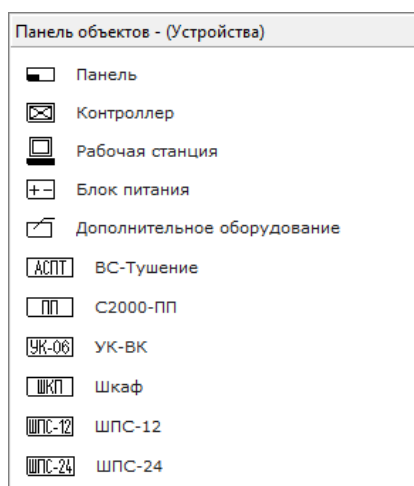 Панель объектов - (Устройства)
Панель
Контроллер
Рабочая станция
Блок питания
Дополнительное оборудование
АСПТ ВС-Тушение
ПП С2000-ПП
УК-06 УК-ВК
ШКП Шкаф
ШПС-12 ШПС-12
ШПС-24 ШПС-24